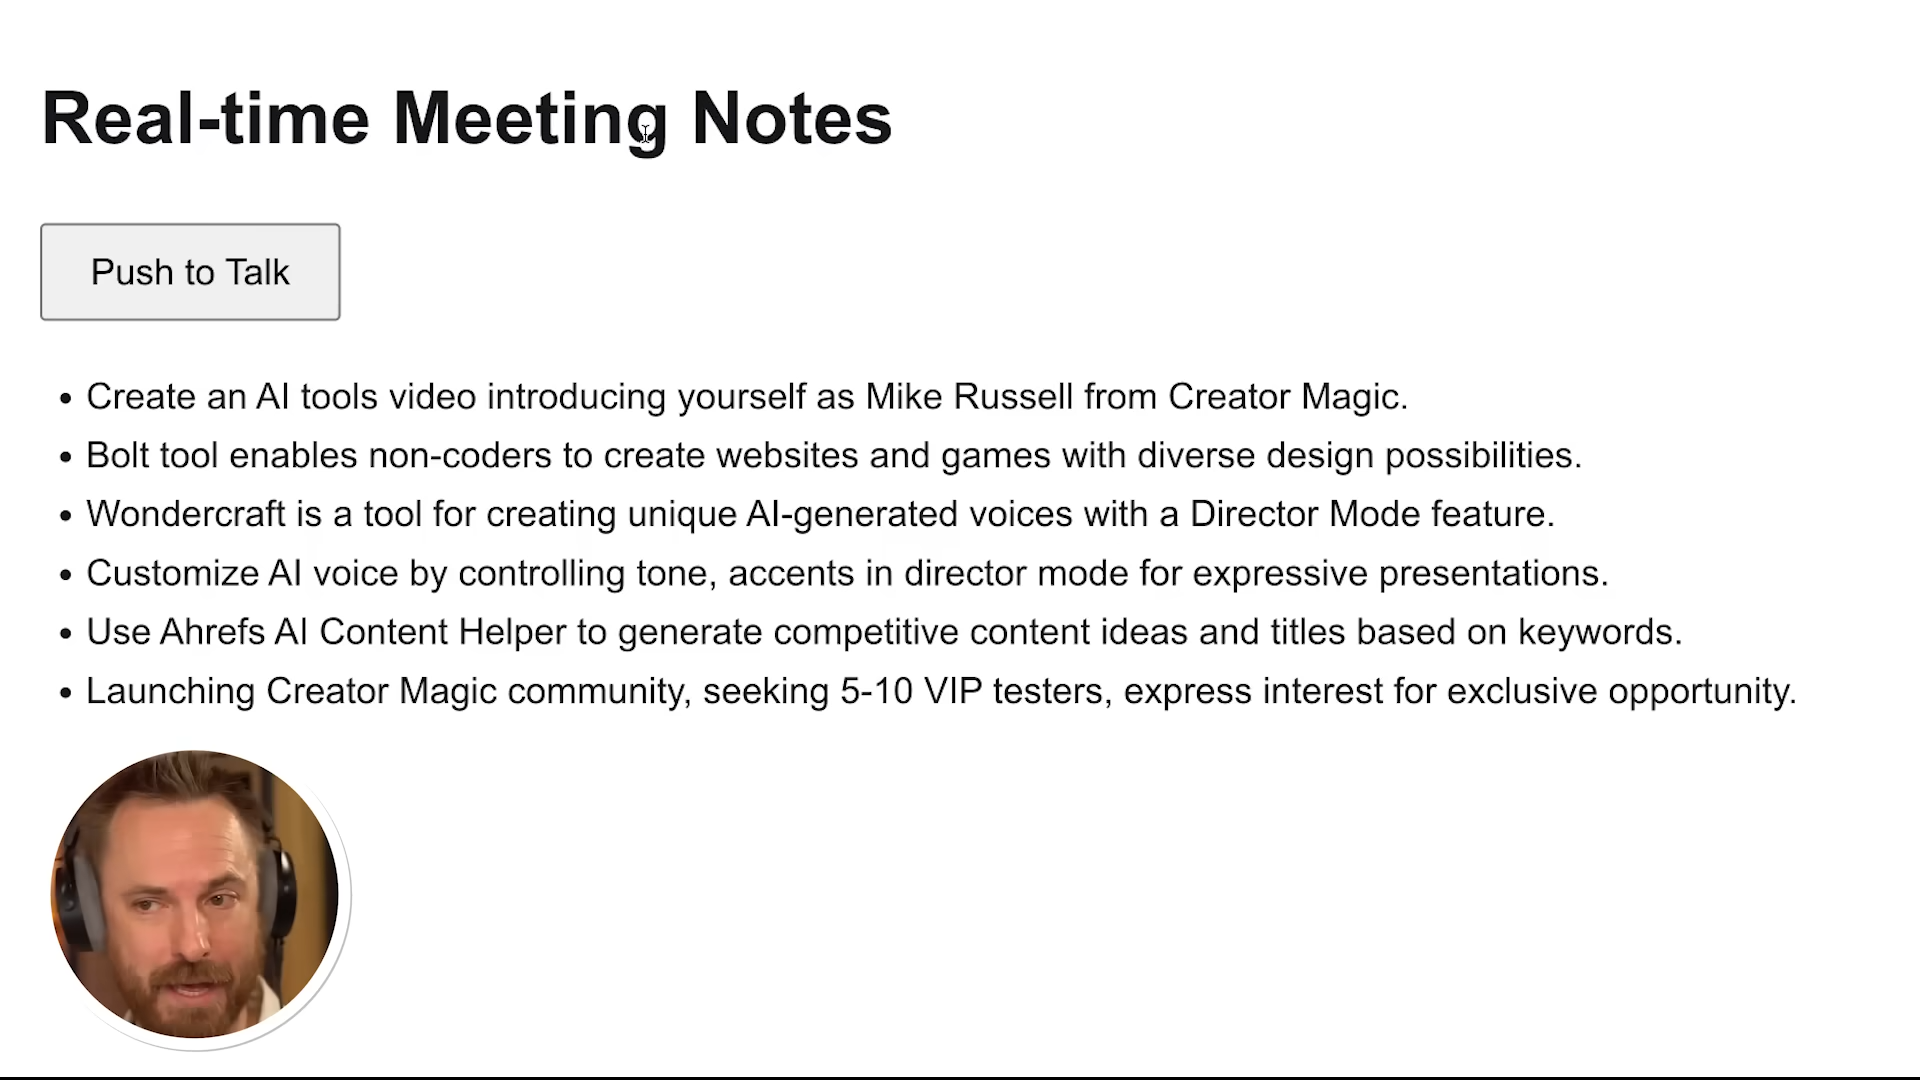 Real-time Meeting Notes
Push to Talk
• Create an AI tools video introducing yourself as Mike Russell from Creator Magic.
• Bolt tool enables non-coders to create websites and games with diverse design possibilities.
• Wondercraft is a tool for creating unique AI-generated voices with a Director Mode feature.
• Customize AI voice by controlling tone, accents in director mode for expressive presentations.
• Use Ahrefs AI Content Helper to generate competitive content ideas and titles based on keywords.
• Launching Creator Magic community, seeking 5-10 VIP testers, express interest for exclusive opportunity.